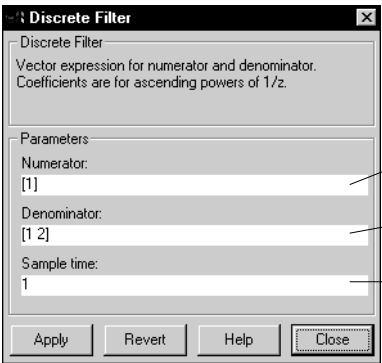 Discrete Filter
Discrete Filter
Vector expression for numerator and denominator.
Coefficients are for ascending powers of 1/z.
Parameters
Numerator:
[1]
Denominator:
[1 2]
Sample time:
1
Apply Revert Help Close